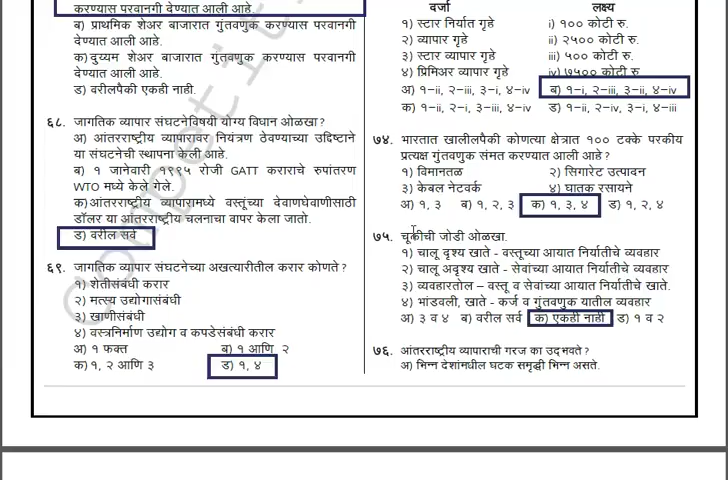 करण्यास परवानगी देण्यात आली आहे.
ब) प्राथमिक शेअर बाजारात गुंतवणुक करण्यास परवानगी
देण्यात आली आहे.
क) दुय्यम शेअर बाजारात गुंतवणुक करण्यास परवानगी
देण्यात आली आहे.
ड) वरीलपैकी एकही नाही.
६८. जागतिक व्यापार संघटनेविषयी योग्य विधान ओळखा?
अ) आंतरराष्ट्रीय व्यापारावर नियंत्रण ठेवण्याच्या उद्दिष्टाने
या संघटनेची स्थापना केली आहे.
ब) १ जानेवारी १९९५ रोजी GATT कराराचे रुपांतरण
WTO मध्ये केले गेले.
क)आंतरराष्ट्रीय व्यापारामध्ये वस्तूंच्या देवाणघेवाणीसाठी
डॉलर या आंतरराष्ट्रीय चलनाचा वापर केला जातो.
ड) वरील सर्व
६९. जागतिक व्यापार संघटनेच्या अखत्यारीतील करार कोणते ?
१) शेतीसंबंधी करार
२) मत्स्य उद्योगासंबंधी
३) खाणीसंबंधी
४) वस्त्रनिर्माण उद्योग व कपडेसंबंधी करार
अ) १ फक्त ब) १ आणि २
क) १, २ आणि ३ ड) १, ४
दर्जा लक्ष्य
१) स्टार निर्यात गृहे i) १०० कोटी रु.
२) व्यापार गृहे ii) २५०० कोटी रु.
३) स्टार व्यापार गृहे iii) ५०० कोटी रु.
४) प्रिमिअर व्यापार गृहे iv) ७५०० कोटी रु
अ) १-ii, २-iii, ३-i, ४-iv ब) १-i, २-iii, ३-ii, ४-iv
क) १-ii, २-i, ३-iii, ४-iv ड) १-ii, २-iv, ३-i, ४-iii
७४. भारतात खालीलपैकी कोणत्या क्षेत्रात १०० टक्के परकीय
प्रत्यक्ष गुंतवणुक संमत करण्यात आली आहे ?
१) विमानतळ २) सिगारेट उत्पादन
३) केबल नेटवर्क ४) घातक रसायने
अ) १, ३ ब) १, २, ३ क) १, ३, ४ ड) १, २, ४
७५. चूकीची जोडी ओळखा.
१) चालू दृश्य खाते - वस्तूच्या आयात निर्यातीचे व्यवहार
२) चालू अदृश्य खाते - सेवांच्या आयात निर्यातीचे व्यवहार
३) व्यवहारतोल – वस्तू व सेवांच्या आयात निर्यातीचे खाते.
४) भांडवली, खाते - कर्ज व गुंतवणुक यातील व्यवहार
अ) ३ व ४ ब) वरील सर्व क) एकही नाही ड) १ व २
७६. आंतरराष्ट्रीय व्यापाराची गरज का उद्भवते ?
अ) भिन्न देशांमधील घटक समृद्धी भिन्न असते.